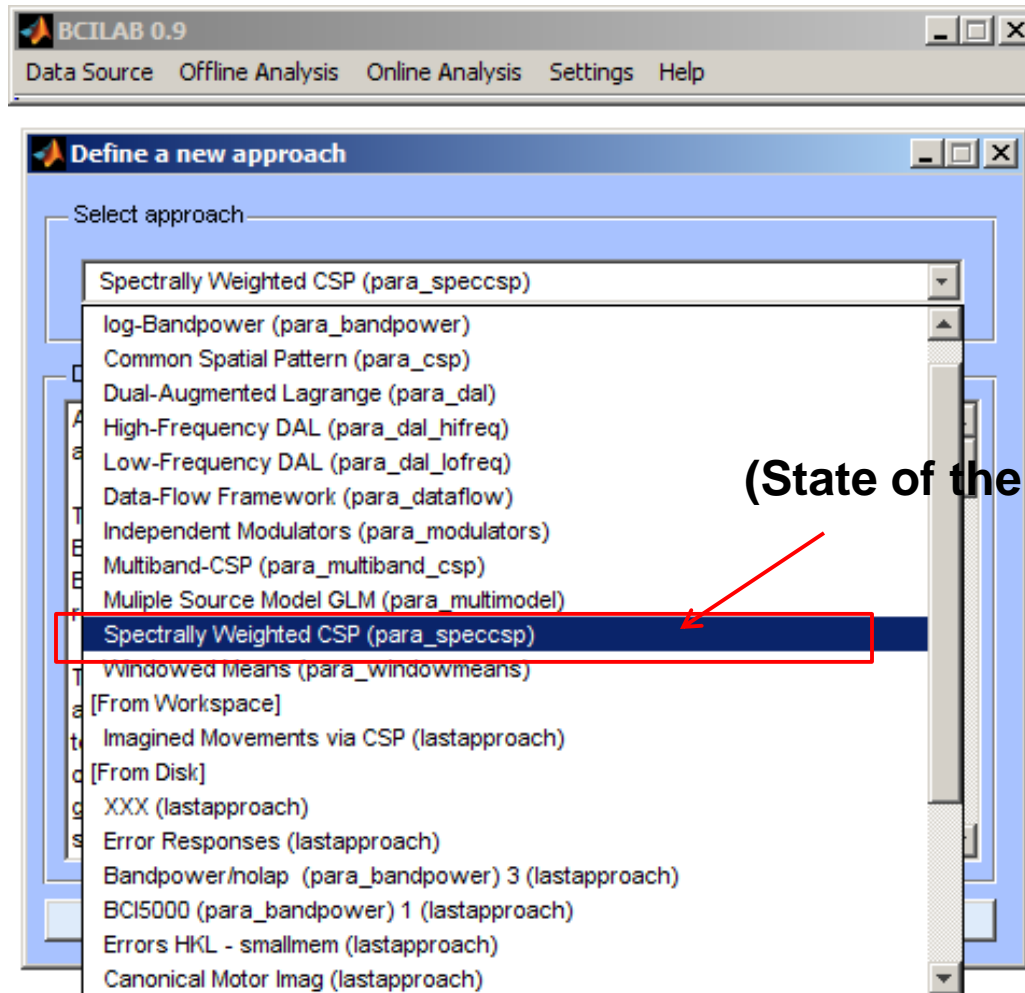 BCILAB 0.9
Data Source Offline Analysis Online Analysis Settings Help
Define a new approach
Select approach
Spectrally Weighted CSP (para_speccsp)
log-Bandpower (para_bandpower)
Common Spatial Pattern (para_csp)
Dual-Augmented Lagrange (para_dal)
High-Frequency DAL (para_dal_hifreq)
Low-Frequency DAL (para_dal_lofreq)
(State of the
Data-Flow Framework (para_dataflow)
Independent Modulators (para_modulators)
Multiband-CSP (para_multiband_csp)
Muliple Source Model GLM (para_multimodel)
Spectrally Weighted CSP (para_speccsp)
Windowed Means (para_windowmeans)
[From Workspace]
Imagined Movements via CSP (lastapproach)
[From Disk]
XXX (lastapproach)
Error Responses (lastapproach)
Bandpower/nolap (para_bandpower) 3 (lastapproach)
BCI5000 (para_bandpower) 1 (lastapproach)
Errors HKL - smallmem (lastapproach)
Canonical Motor Imag (lastapproach)